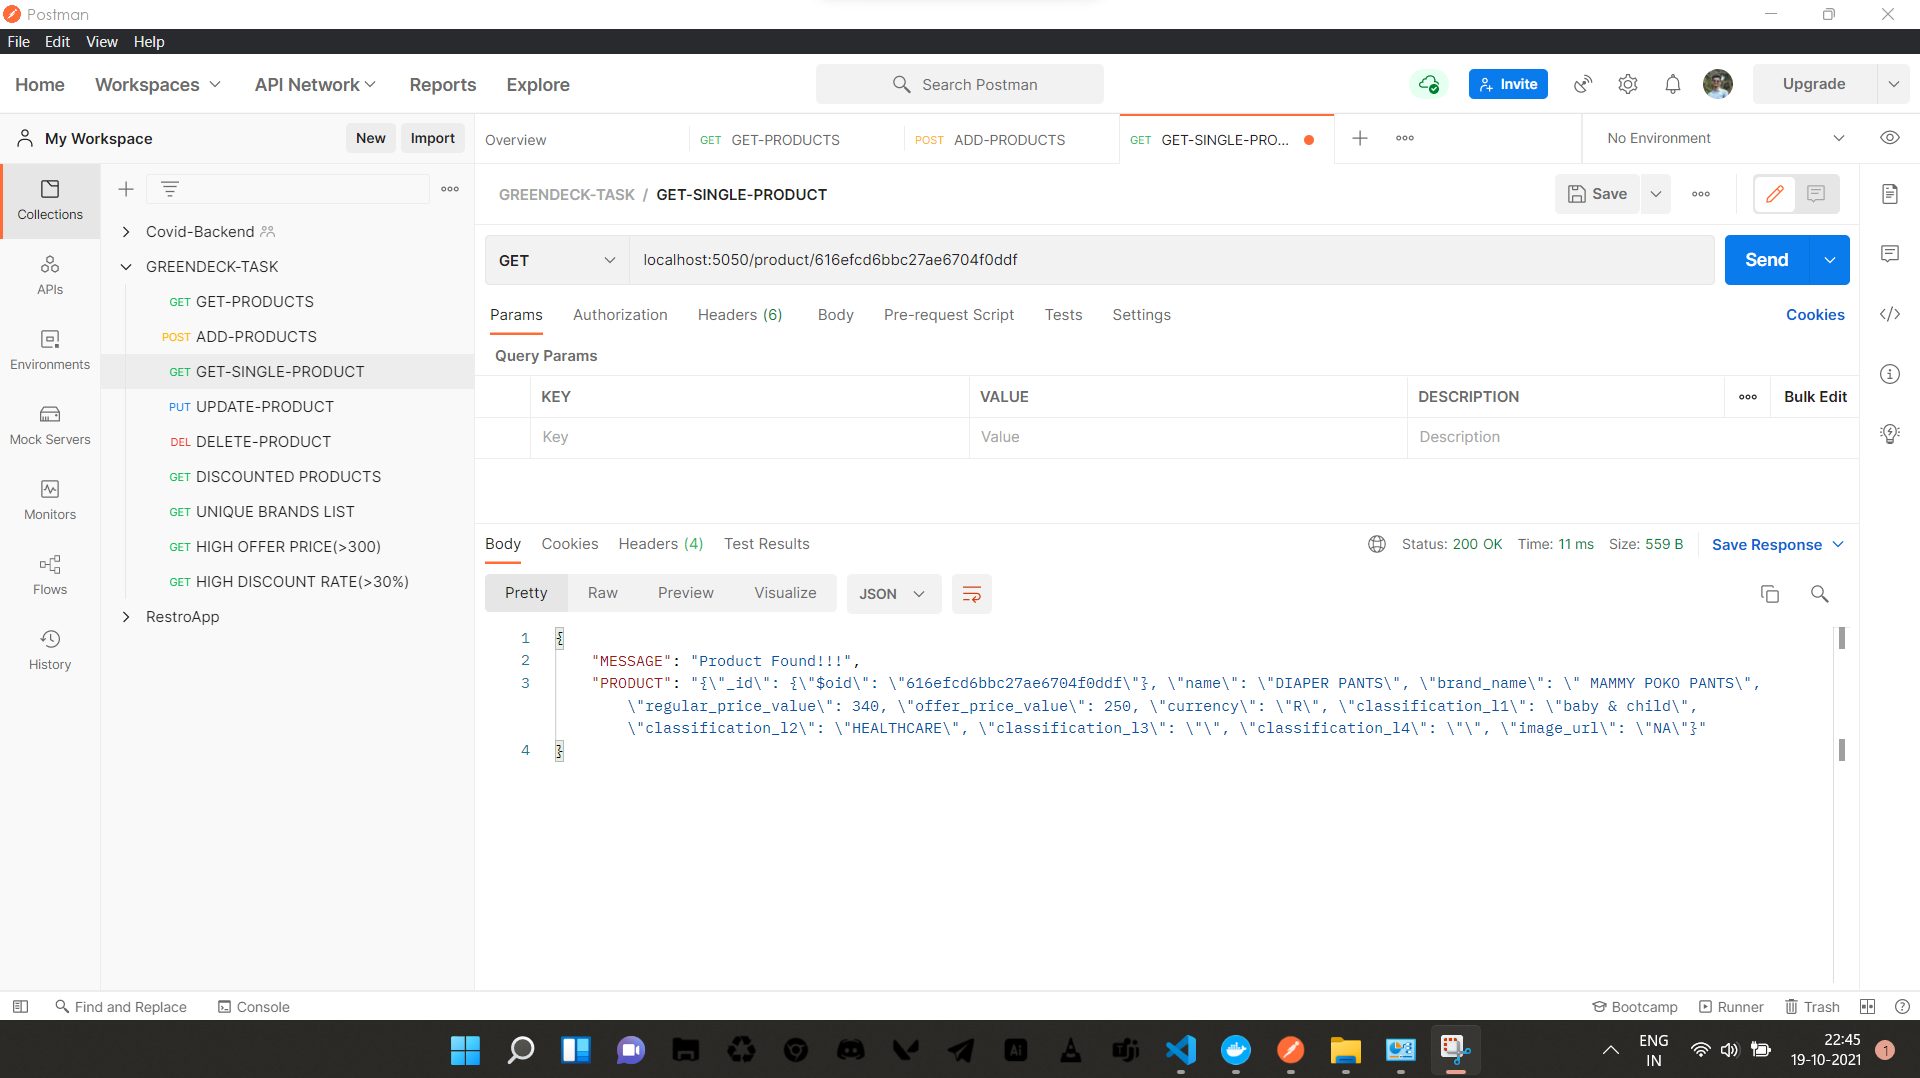 Postman
File Edit View Help
Home Workspaces API Network Reports Explore Search Postman Invite Upgrade
My Workspace New Import Overview GET GET-PRODUCTS POST ADD-PRODUCTS GET GET-SINGLE-PRO... No Environment
GREENDECK-TASK / GET-SINGLE-PRODUCT Save
Collections
APIs
Environments
Mock Servers
Monitors
Flows
History
Covid-Backend
GREENDECK-TASK
GET GET-PRODUCTS
POST ADD-PRODUCTS
GET GET-SINGLE-PRODUCT
PUT UPDATE-PRODUCT
DEL DELETE-PRODUCT
GET DISCOUNTED PRODUCTS
GET UNIQUE BRANDS LIST
GET HIGH OFFER PRICE(>300)
GET HIGH DISCOUNT RATE(>30%)
RestroApp
GET localhost:5050/product/616efcd6bbc27ae6704f0ddf Send
Params Authorization Headers (6) Body Pre-request Script Tests Settings Cookies
Query Params
KEY VALUE DESCRIPTION Bulk Edit
Key Value Description
Body Cookies Headers (4) Test Results Status: 200 OK Time: 11 ms Size: 559 B Save Response
Pretty Raw Preview Visualize JSON
1 {
2 "MESSAGE": "Product Found!!!",
3 "PRODUCT": "{\"_id\": {\"$oid\": \"616efcd6bbc27ae6704f0ddf\"}, \"name\": \"DIAPER PANTS\", \"brand_name\": \" MAMMY POKO PANTS\",
\"regular_price_value\": 340, \"offer_price_value\": 250, \"currency\": \"R\", \"classification_l1\": \"baby & child\",
\"classification_l2\": \"HEALTHCARE\", \"classification_l3\": \"\", \"classification_l4\": \"\", \"image_url\": \"NA\"}"
4 }
Find and Replace Console Bootcamp Runner Trash
Ai
ENG
IN
22:45
19-10-2021
1